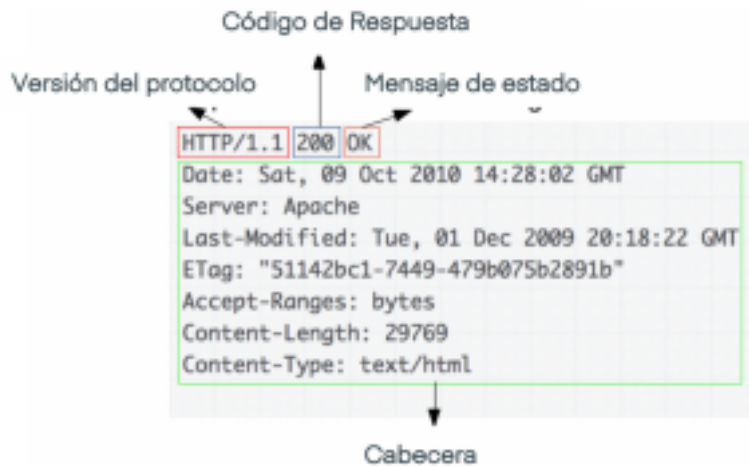 Código de Respuesta
Versión del protocolo
Mensaje de estado
HTTP/1.1 200 OK
Date: Sat, 09 Oct 2010 14:28:02 GMT
Server: Apache
Last-Modified: Tue, 01 Dec 2009 20:18:22 GMT
ETag: "51142bc1-7449-479b075b2891b"
Accept-Ranges: bytes
Content-Length: 29769
Content-Type: text/html
Cabecera